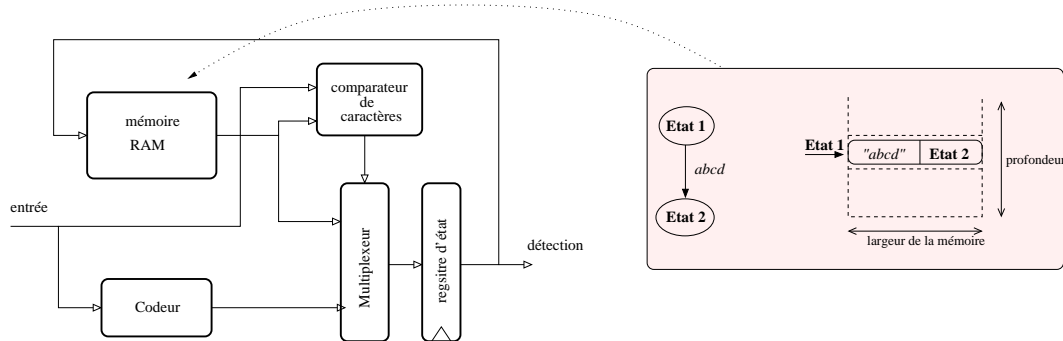 mémoire
RAM
comparateur
de
caractères
entrée
Codeur
Multiplexeur
regsitre d'état
détection
Etat 1
abcd
Etat 2
Etat 1
"abcd"
Etat 2
profondeur
largeur de la mémoire